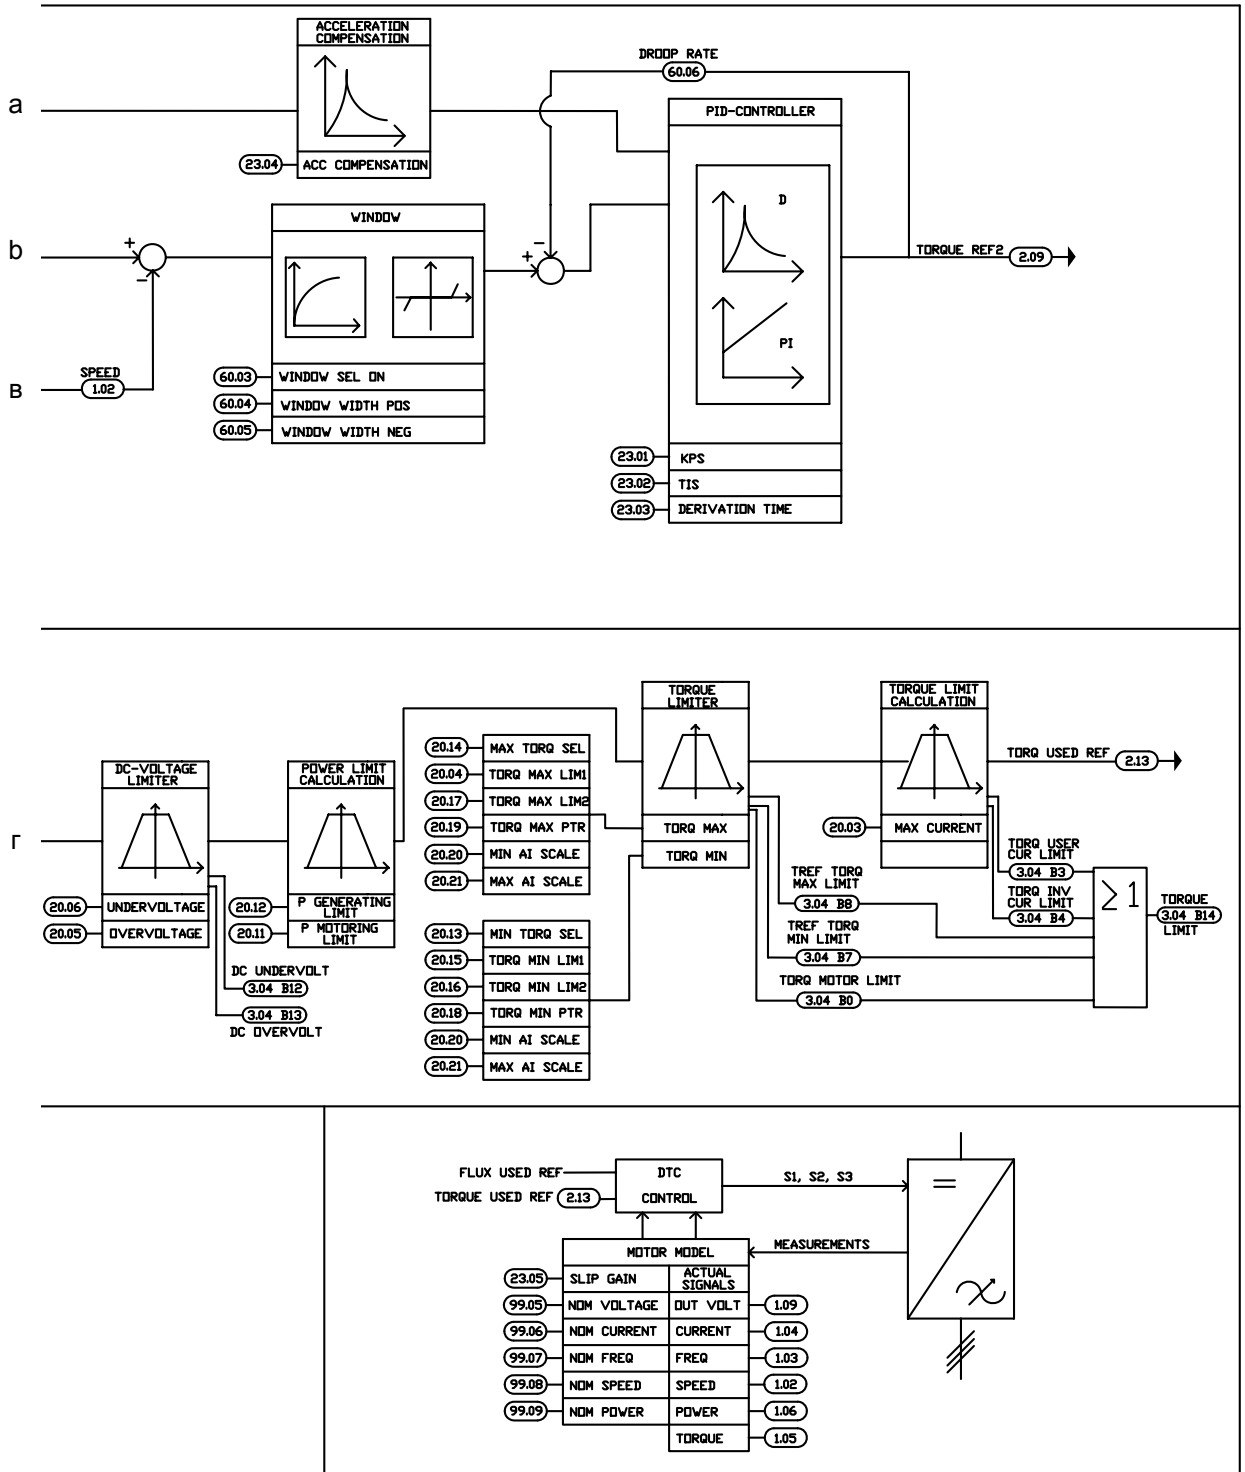 ACCELERATION
COMPENSATION
DROOP RATE
60.06
a
PID-CONTROLLER
23.04
ACC COMPENSATION
WINDOW
D
b
+
−
+
−
TORQUE REF2
2.09
PI
в
SPEED
1.02
60.03
WINDOW SEL ON
60.04
WINDOW WIDTH POS
60.05
WINDOW WIDTH NEG
23.01
KPS
23.02
TIS
23.03
DERIVATION TIME
TORQUE
LIMITER
TORQUE LIMIT
CALCULATION
20.14
MAX TORQ SEL
TORQ USED REF
2.13
DC-VOLTAGE
LIMITER
POWER LIMIT
CALCULATION
20.04
TORQ MAX LIM1
20.17
TORQ MAX LIM2
20.19
TORQ MAX PTR
TORQ MAX
20.03
MAX CURRENT
г
20.20
MIN AI SCALE
TORQ MIN
20.21
MAX AI SCALE
TORQ USER
CUR LIMIT
3.04 B3
TREF TORQ
MAX LIMIT
3.04 B8
TORQ INV
CUR LIMIT
3.04 B4
∑ 1
TORQUE
3.04 B14
LIMIT
20.06
UNDERVOLTAGE
20.12
P GENERATING
LIMIT
20.05
OVERVOLTAGE
20.11
P MOTORING
LIMIT
20.13
MIN TORQ SEL
TREF TORQ
MIN LIMIT
3.04 B7
20.15
TORQ MIN LIM1
DC UNDERVOLT
3.04 B12
20.16
TORQ MIN LIM2
TORQ MOTOR LIMIT
3.04 B0
3.04 B13
DC OVERVOLT
20.18
TORQ MIN PTR
20.20
MIN AI SCALE
20.21
MAX AI SCALE
FLUX USED REF
DTC
CONTROL
S1, S2, S3
TORQUE USED REF
2.13
MOTOR MODEL
MEASUREMENTS
23.05
SLIP GAIN
ACTUAL
SIGNALS
99.05
NOM VOLTAGE
OUT VOLT
1.09
99.06
NOM CURRENT
CURRENT
1.04
99.07
NOM FREQ
FREQ
1.03
99.08
NOM SPEED
SPEED
1.02
99.09
NOM POWER
POWER
1.06
TORQUE
1.05